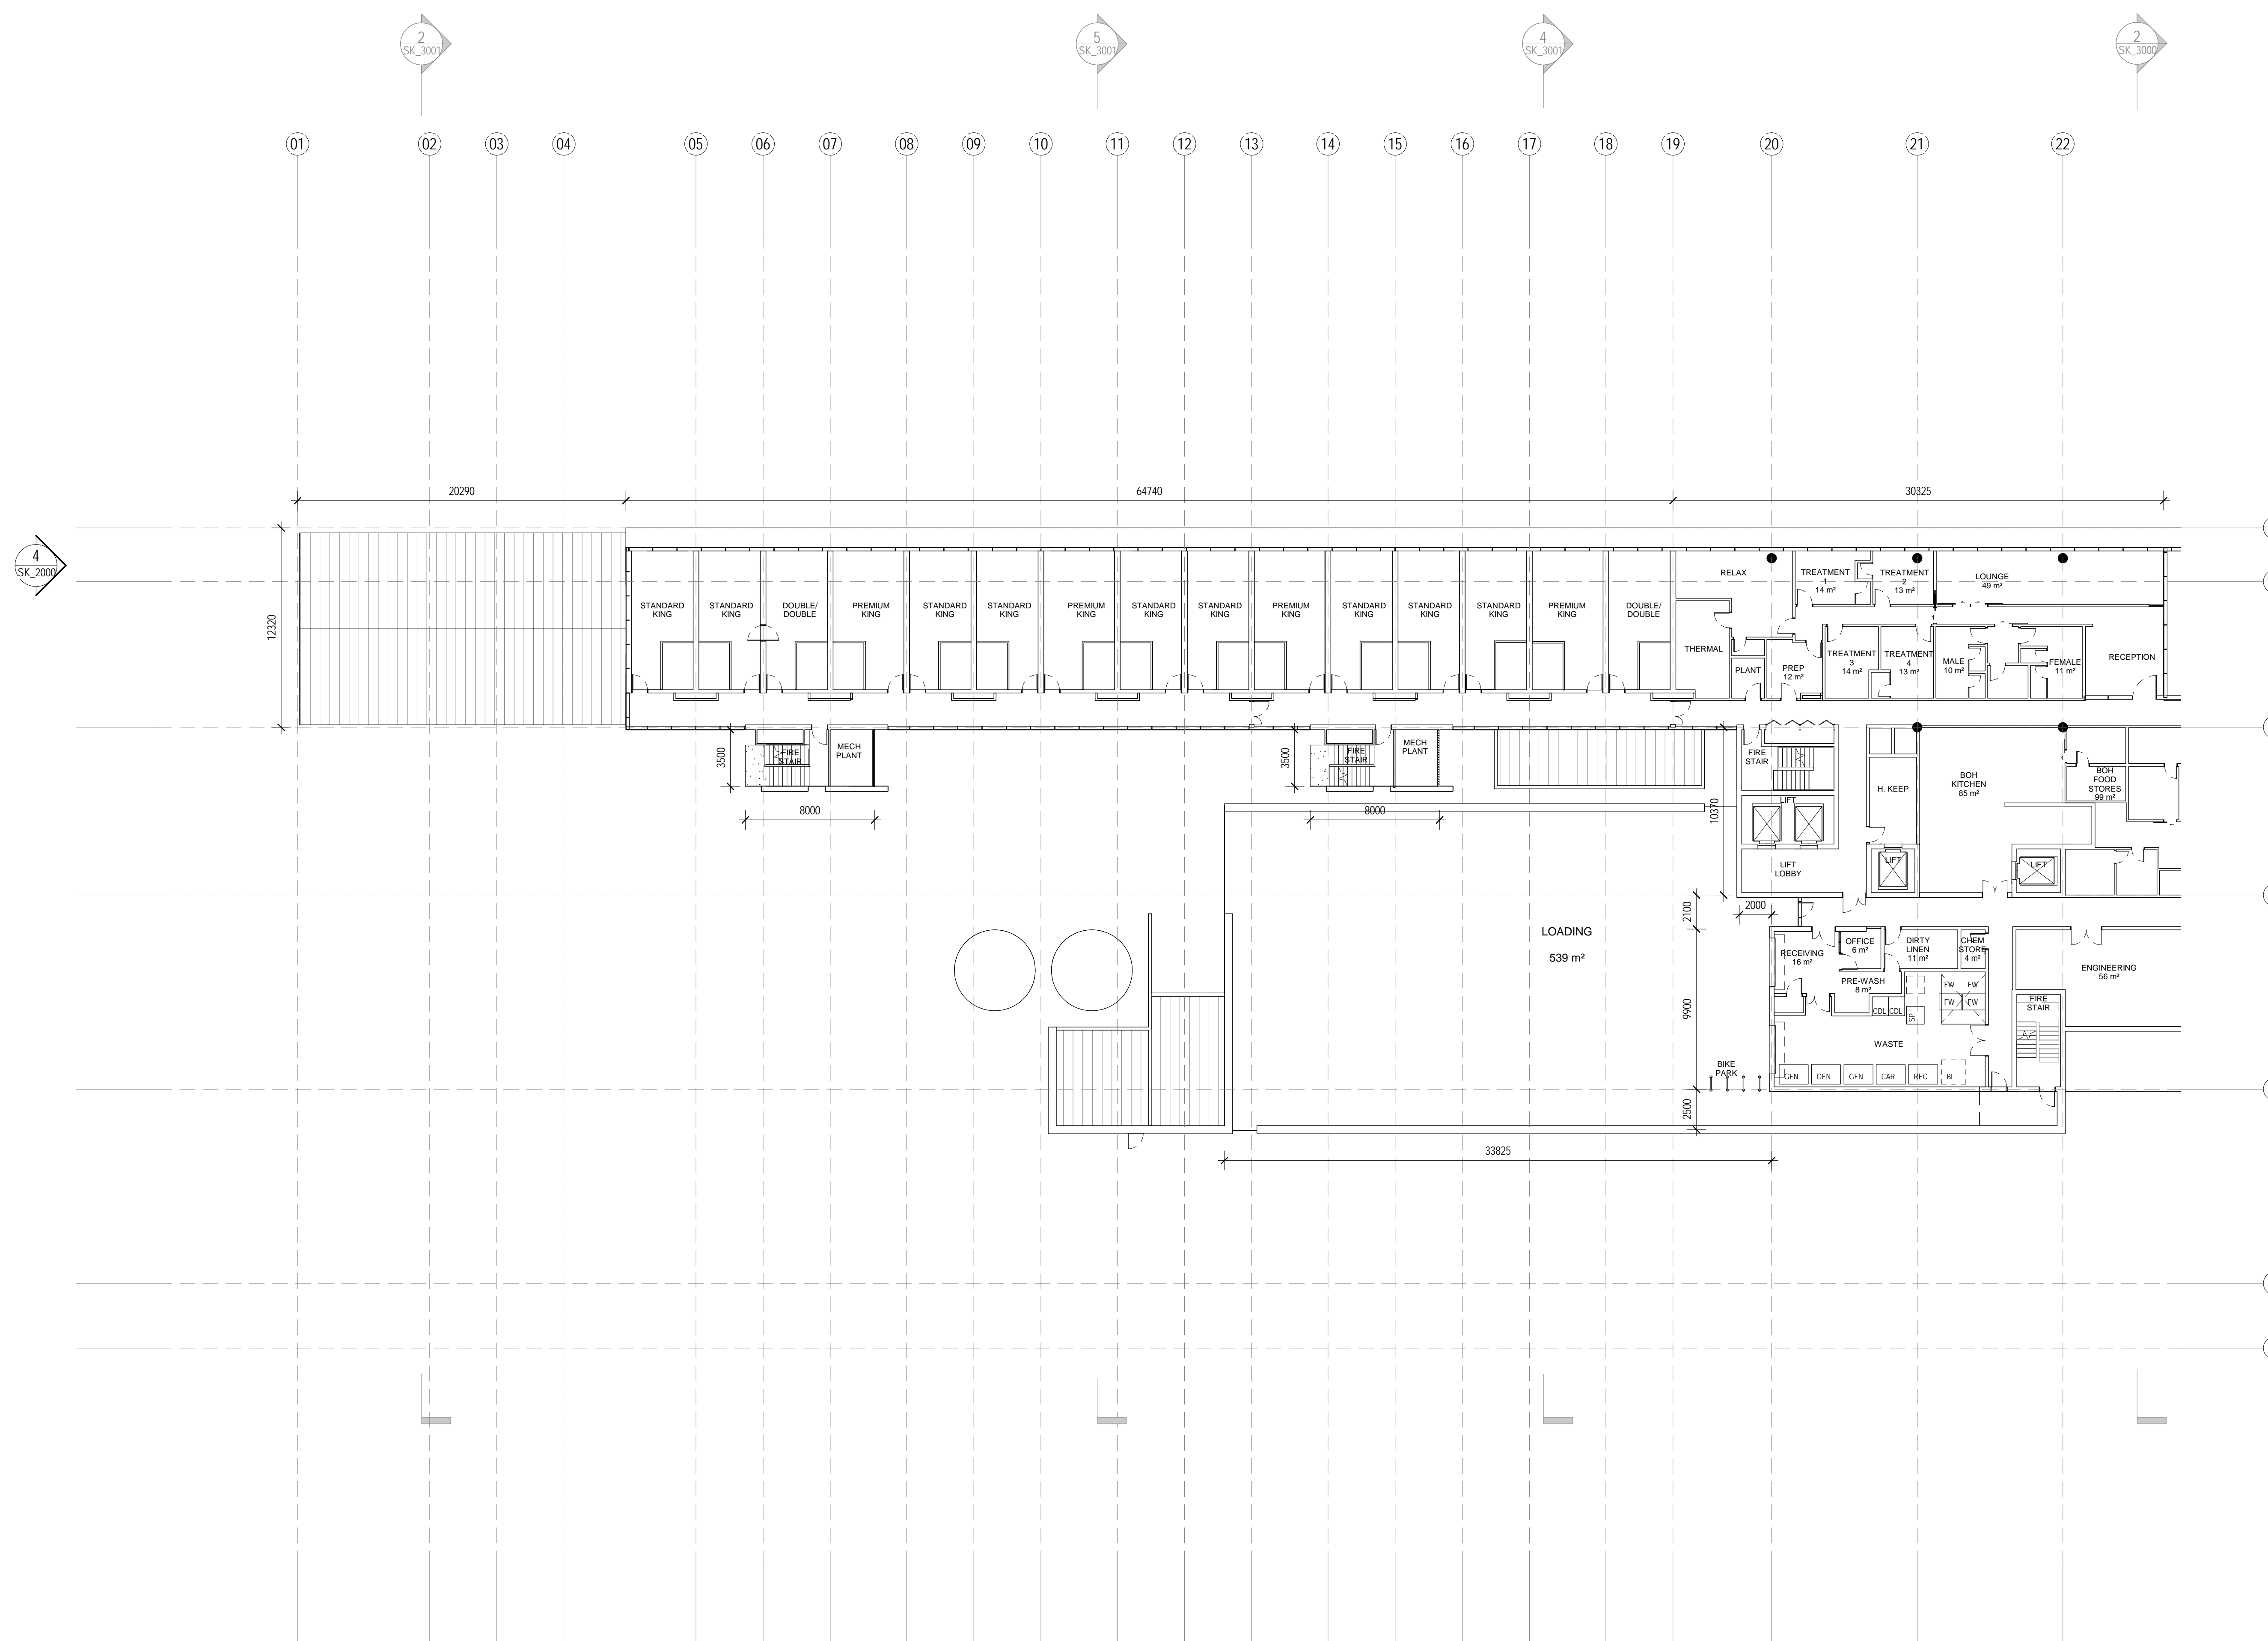 2
SK_3001
5
SK_3001
4
SK_3001
2
SK_3000
01 02 03 04 05 06 07 08 09 10 11 12 13 14 15 16 17 18 19 20 21 22
20290
64740
30325
4
SK_2000
12320
STANDARD
KING
STANDARD
KING
DOUBLE/
DOUBLE
PREMIUM
KING
STANDARD
KING
STANDARD
KING
PREMIUM
KING
STANDARD
KING
STANDARD
KING
PREMIUM
KING
STANDARD
KING
STANDARD
KING
STANDARD
KING
PREMIUM
KING
DOUBLE/
DOUBLE
RELAX
THERMAL
PLANT
PREP
12 m²
TREATMENT
1
14 m²
TREATMENT
2
13 m²
LOUNGE
49 m²
TREATMENT
3
14 m²
TREATMENT
4
13 m²
MALE
10 m²
FEMALE
11 m²
RECEPTION
3500
FIRE
STAIR
MECH
PLANT
8000
3500
FIRE
STAIR
MECH
PLANT
8000
10370
FIRE
STAIR
LIFT
LIFT
LOBBY
H. KEEP
LIFT
BOH
KITCHEN
85 m²
BOH
FOOD
STORES
99 m²
LIFT
LOADING
539 m²
2100
2000
9900
2500
RECEIVING
16 m²
OFFICE
6 m²
DIRTY
LINEN
11 m²
CHEM
STORE
4 m²
PRE-WASH
8 m²
FW FW
FW FW
CDL CDL
SP
WASTE
GEN GEN GEN CAR REC BL
BIKE
PARK
FIRE
STAIR
ENGINEERING
56 m²
33825